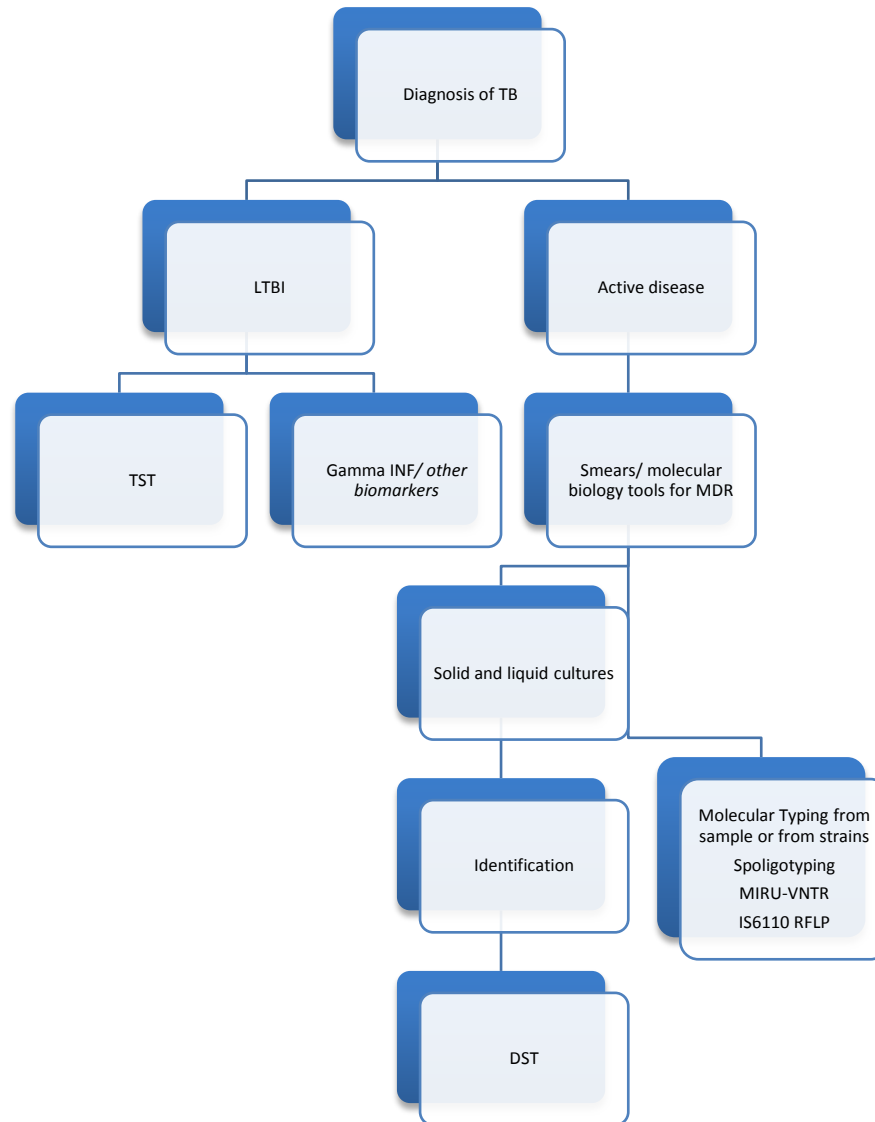 Diagnosis of TB
LTBI
Active disease
TST
Gamma INF/ other
biomarkers
Smears/ molecular
biology tools for MDR
Solid and liquid cultures
Molecular Typing from
sample or from strains
Spoligotyping
MIRU-VNTR
IS6110 RFLP
Identification
DST